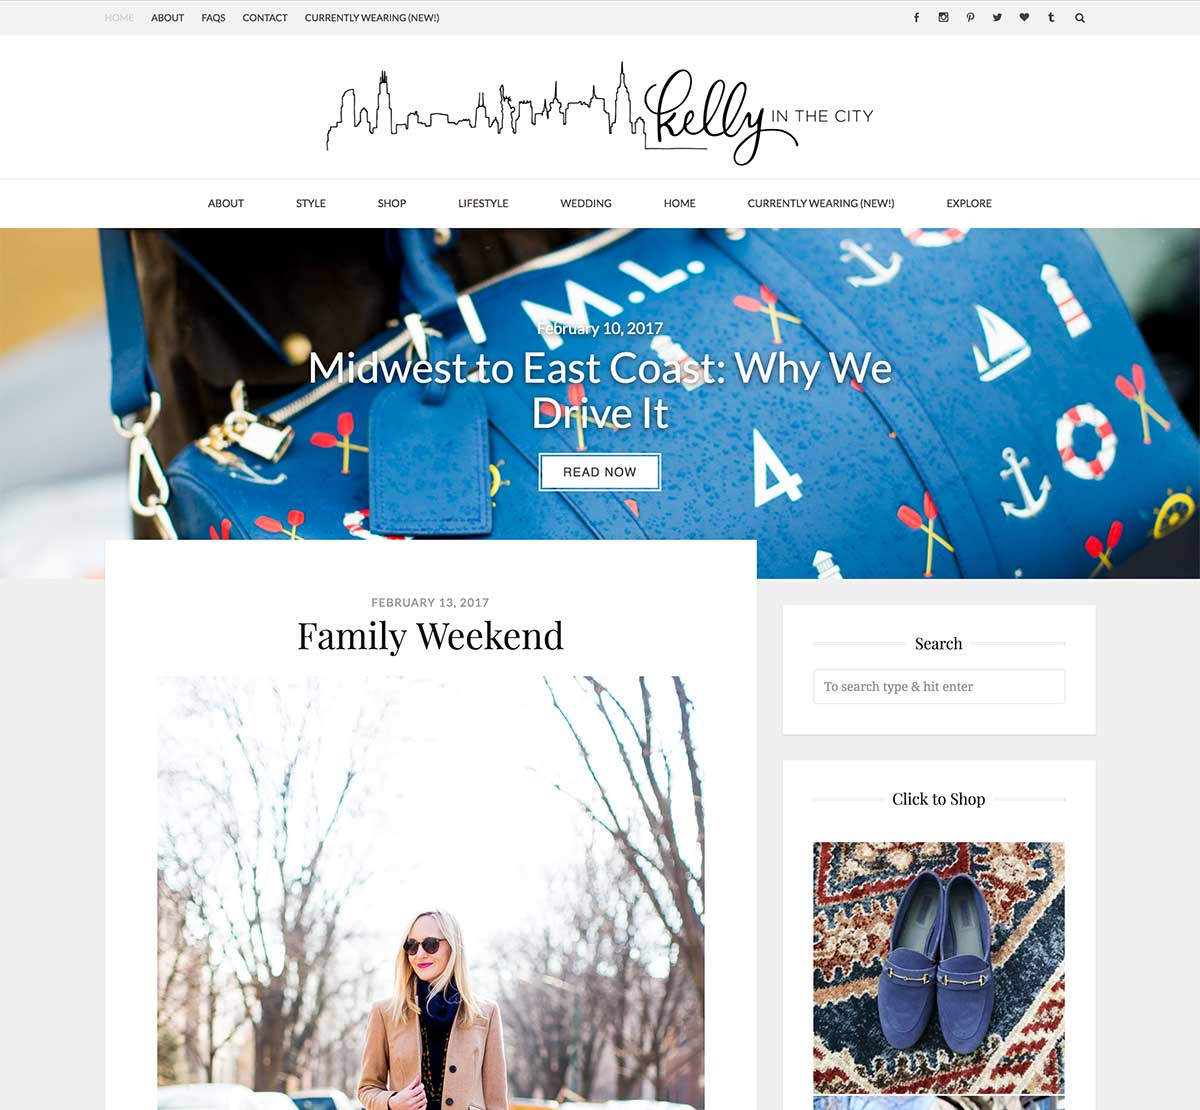 HOME ABOUT FAQS CONTACT CURRENTLY WEARING (NEW!)
kelly IN THE CITY
ABOUT STYLE SHOP LIFESTYLE WEDDING HOME CURRENTLY WEARING (NEW!) EXPLORE
I M.L.
February 10, 2017
Midwest to East Coast: Why We
Drive It
4
READ NOW
FEBRUARY 13, 2017
Family Weekend
Search
To search type & hit enter
Click to Shop